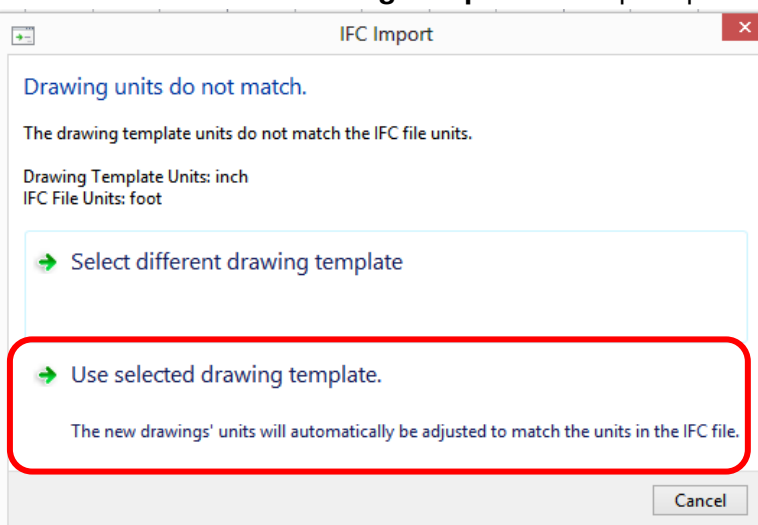 IFC Import
Drawing units do not match.
The drawing template units do not match the IFC file units.
Drawing Template Units: inch
IFC File Units: foot
Select different drawing template
Use selected drawing template.
The new drawings' units will automatically be adjusted to match the units in the IFC file.
Cancel